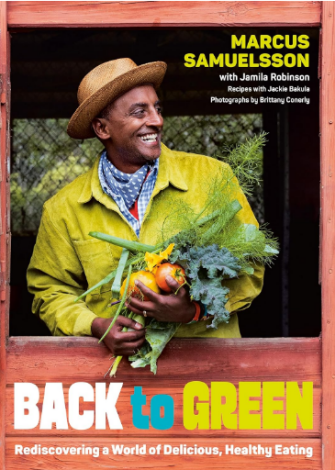 MARCUS
SAMUELSSON
with Jamila Robinson
Recipes with Jackie Bakula
Photographs by Brittany Conerly
BACK to GREEN
Rediscovering a World of Delicious, Healthy Eating